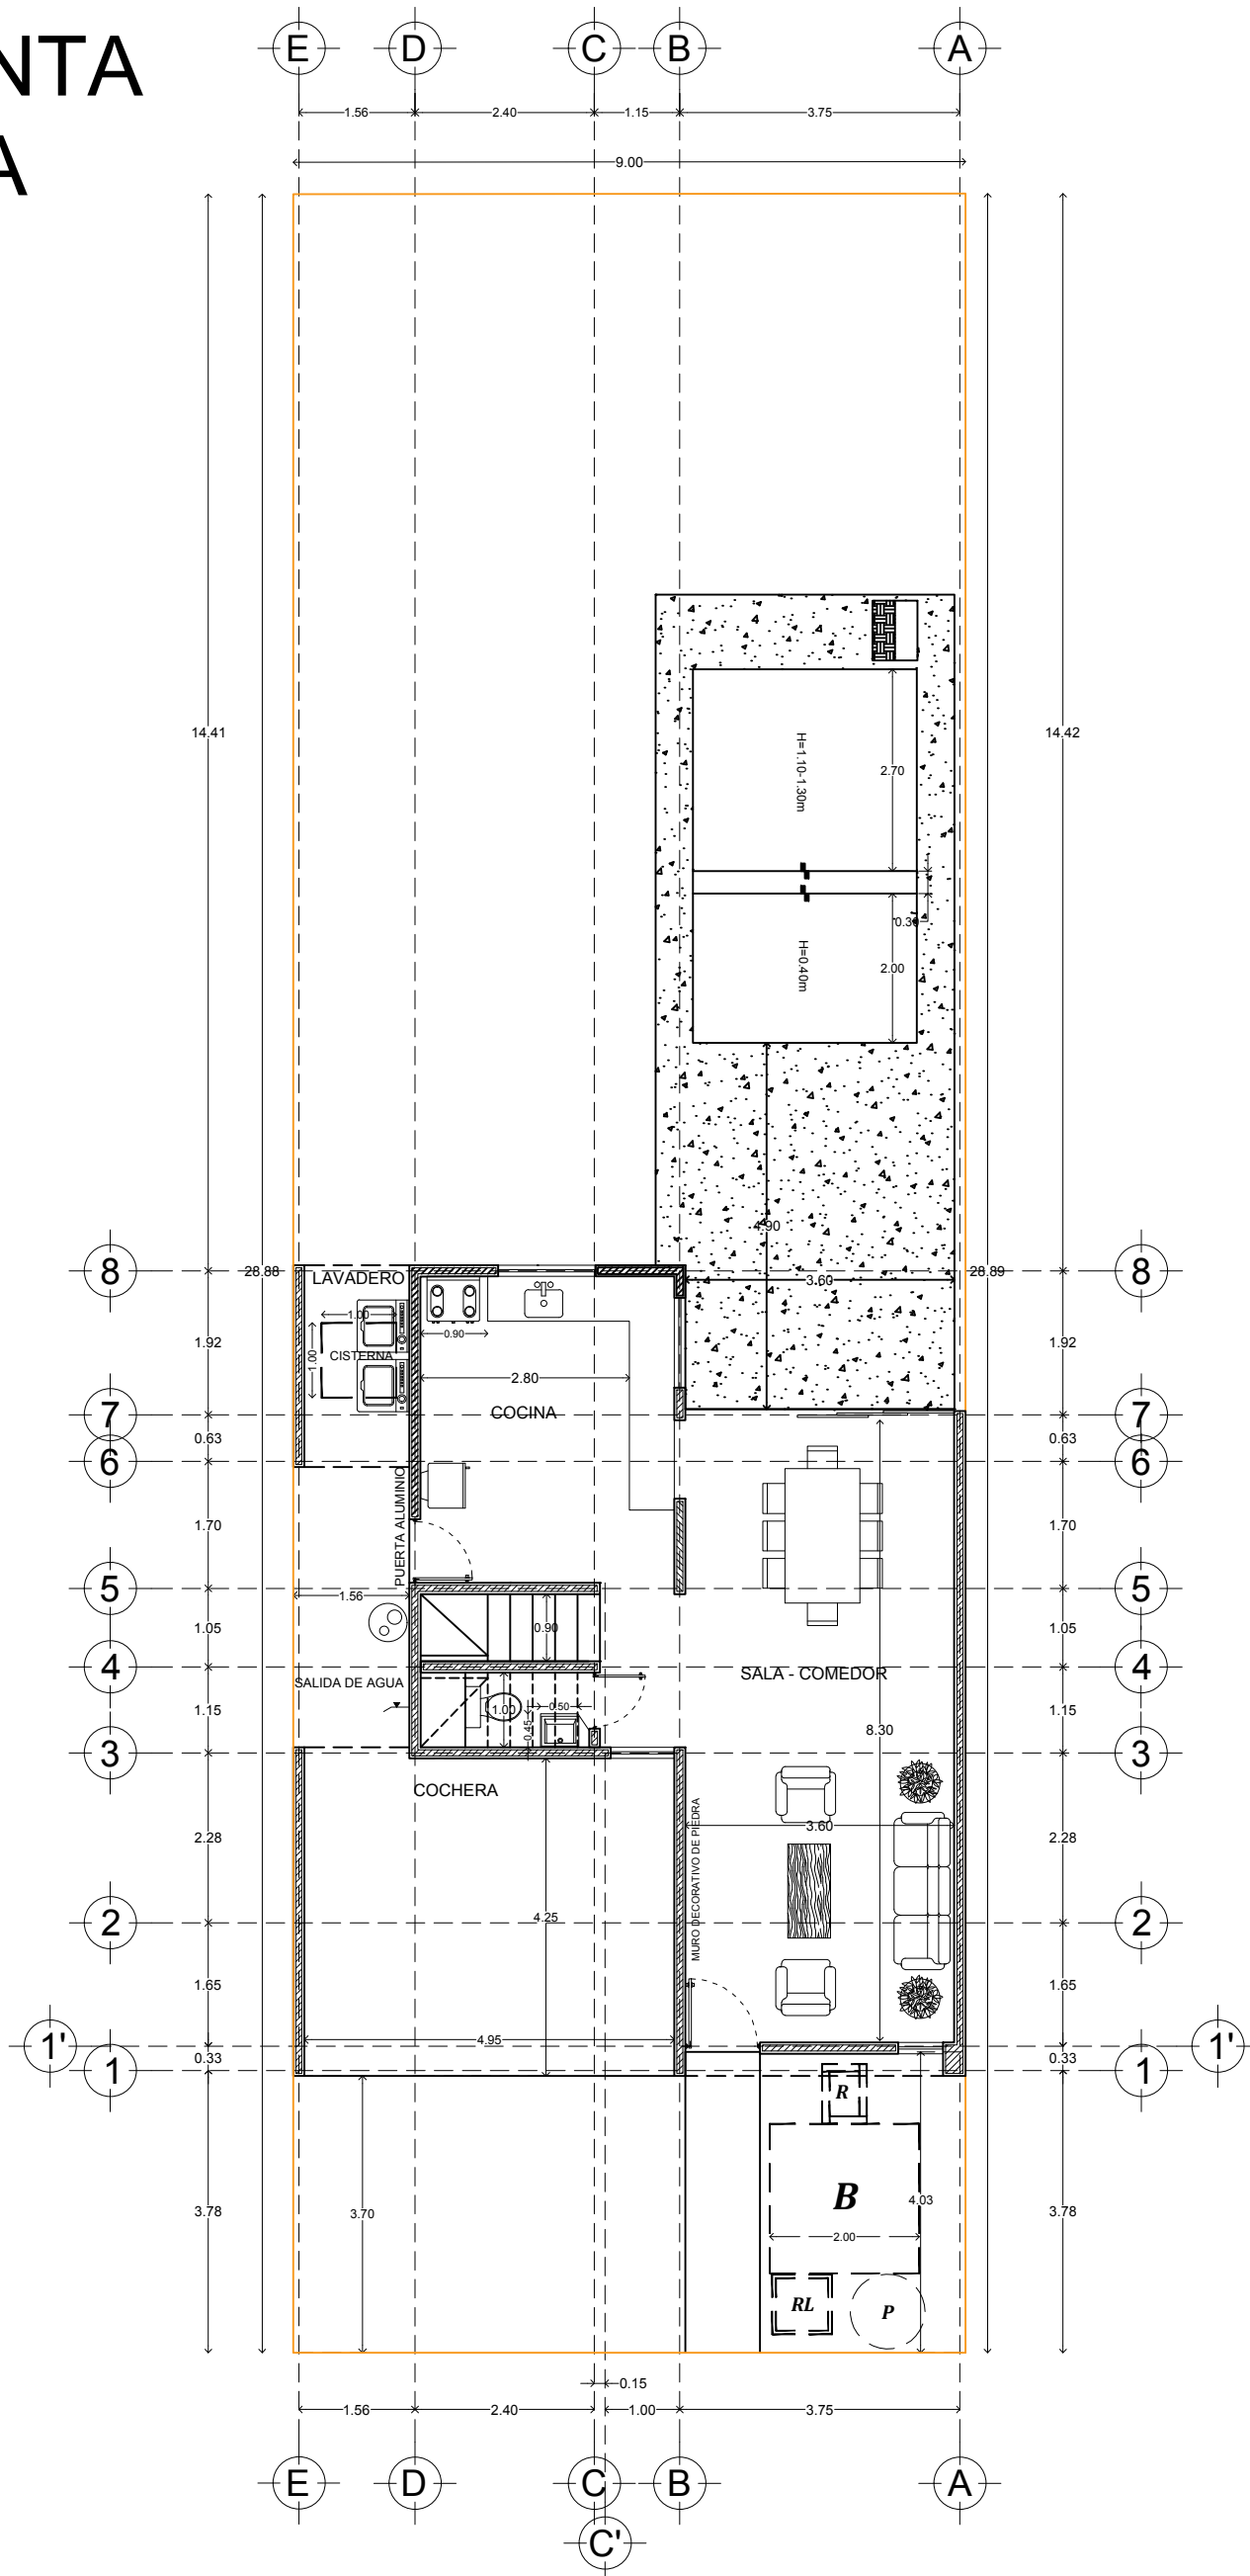 NTA
A
E D C B A
1.56 2.40 1.15 3.75
9.00
14.41
14.42
H=1.10-1.30m
2.70
0.30
H=0.40m
2.00
4.90
8 28.88 LAVADERO 3.60 28.89 8
1.00
0.90
1.92 1.00 CISTERNA 1.92
2.80
7 COCINA 7
0.63 0.63
6 6
1.70 PUERTA ALUMINIO 1.70
5 1.56 5
1.05 0.90 1.05
4 SALA - COMEDOR 4
SALIDA DE AGUA
1.15 1.00 0.50 1.15
0.45 8.30
3 3
COCHERA
2.28 MURO DECORATIVO DE PIEDRA 3.60 2.28
2 4.25 2
1.65 1.65
1' 4.95 1'
0.33 0.33
1 1
R
3.78 3.70 B 4.03 3.78
2.00
RL P
0.15
1.56 2.40 1.00 3.75
E D C B A
C'